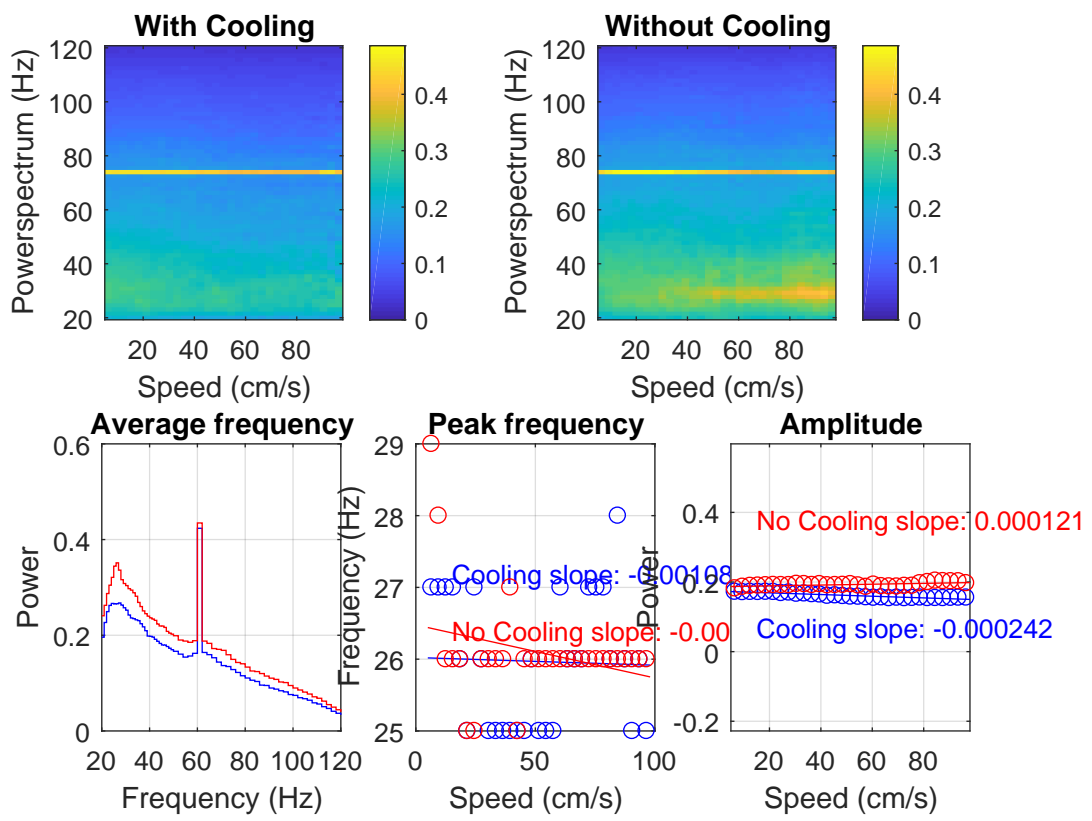 With Cooling
Without Cooling
Powerspectrum (Hz)
120
100
80
60
40
20
20 40 60 80
Speed (cm/s)
0.4
0.3
0.2
0.1
0
Powerspectrum (Hz)
120
100
80
60
40
20
20 40 60 80
Speed (cm/s)
0.4
0.3
0.2
0.1
0
Average frequency
Power
0.6
0.4
0.2
0
20 40 60 80 100 120
Frequency (Hz)
Peak frequency
Frequency (Hz)
29
28
27
26
25
Cooling slope: -0.00108
No Cooling slope: -0.00
0 50 100
Speed (cm/s)
Amplitude
Power
0.4
0.2
0
-0.2
No Cooling slope: 0.000121
Cooling slope: -0.000242
20 40 60 80
Speed (cm/s)